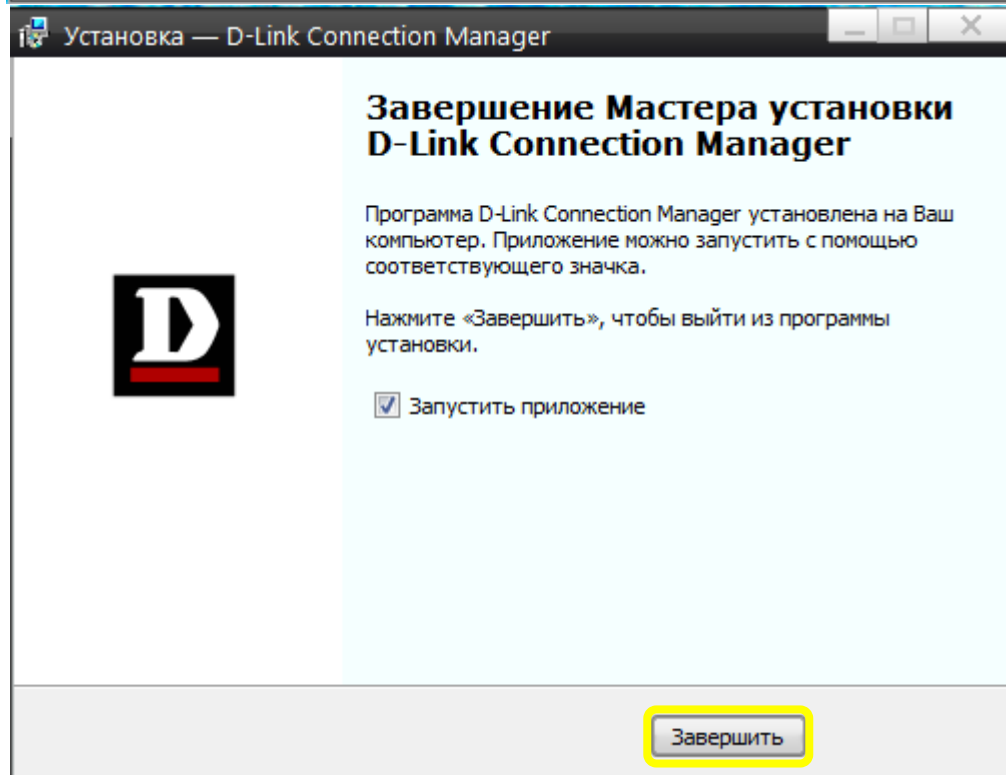 Установка — D-Link Connection Manager
Завершение Мастера установки
D-Link Connection Manager
Программа D-Link Connection Manager установлена на Ваш
компьютер. Приложение можно запустить с помощью
соответствующего значка.
Нажмите «Завершить», чтобы выйти из программы
установки.
D
Запустить приложение
Завершить